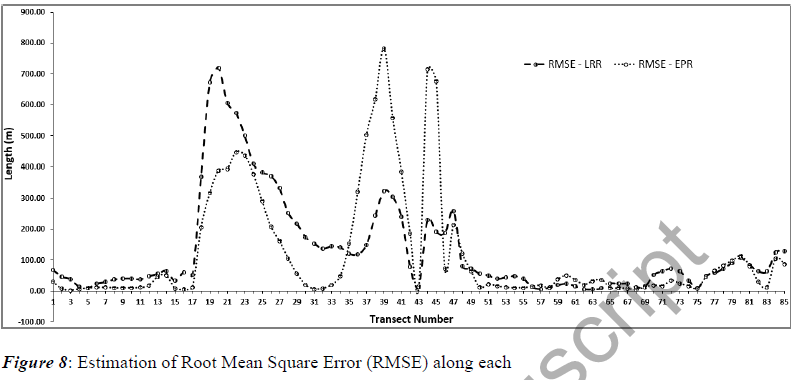 900.00
800.00
700.00
600.00
500.00
400.00
300.00
200.00
100.00
0.00
-100.00
Length (m)
RMSE - LRR
RMSE - EPR
1 3 5 7 9 11 13 15 17 19 21 23 25 27 29 31 33 35 37 39 41 43 45 47 49 51 53 55 57 59 61 63 65 67 69 71 73 75 77 79 81 83 85
Transect Number
Figure 8: Estimation of Root Mean Square Error (RMSE) along each
script